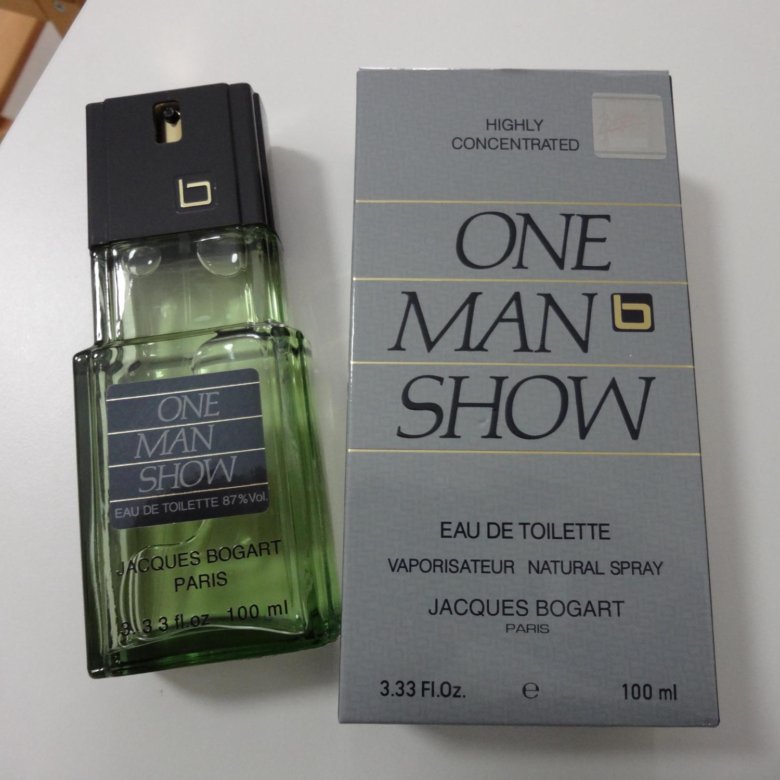 b
ONE
MAN
SHOW
EAU DE TOILETTE 87%Vol.
JACQUES BOGART
PARIS
3.33 fl.oz 100 ml
HIGHLY
CONCENTRATED
ONE
MAN b
SHOW
EAU DE TOILETTE
VAPORISATEUR NATURAL SPRAY
JACQUES BOGART
PARIS
3.33 Fl.Oz. e 100 ml